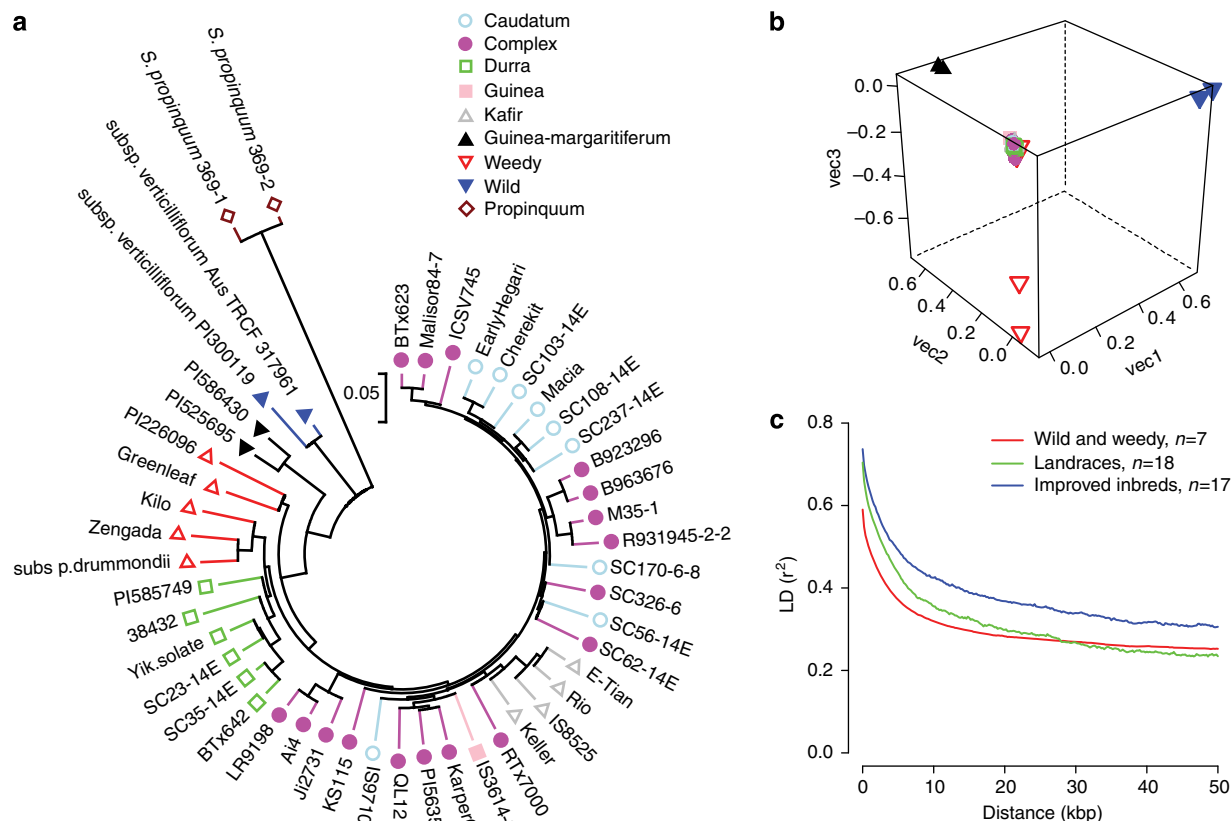 a
Caudatum
Complex
Durra
Guinea
Kafir
Guinea-margaritiferum
Weedy
Wild
Propinquum
S. propinquum 369-2
S. propinquum 369-1
subsp. verticilliflorum Aus TRCF 317961
subsp. verticilliflorum PI300119
PI586430
PI525695
PI226096
Greenleaf
Kilo
Zengada
subs p.drummondii
PI585749
38432
Yik.solate
SC23-14E
SC35-14E
BTx642
LR9198
Ai4
Ji2731
KS115
IS9710
QL12
PI5635
Karper
IS3614-
RTx7000
Keller
IS8525
Rio
E-Tian
SC62-14E
SC56-14E
SC326-6
SC170-6-8
R931945-2-2
M35-1
B963676
B923296
SC237-14E
SC108-14E
Macia
SC103-14E
Cherekit
EarlyHegari
ICSV745
Malisor84-7
BTx623
0.05
b
0.0
−0.2
−0.4
−0.6
vec3
0.6
0.4
0.2
0.0
vec2
0.0
0.2
0.4
0.6
vec1
c
Wild and weedy, n=7
Landraces, n=18
Improved inbreds, n=17
0.8
0.6
0.4
0.2
0.0
LD (r²)
0
10
20
30
40
50
Distance (kbp)